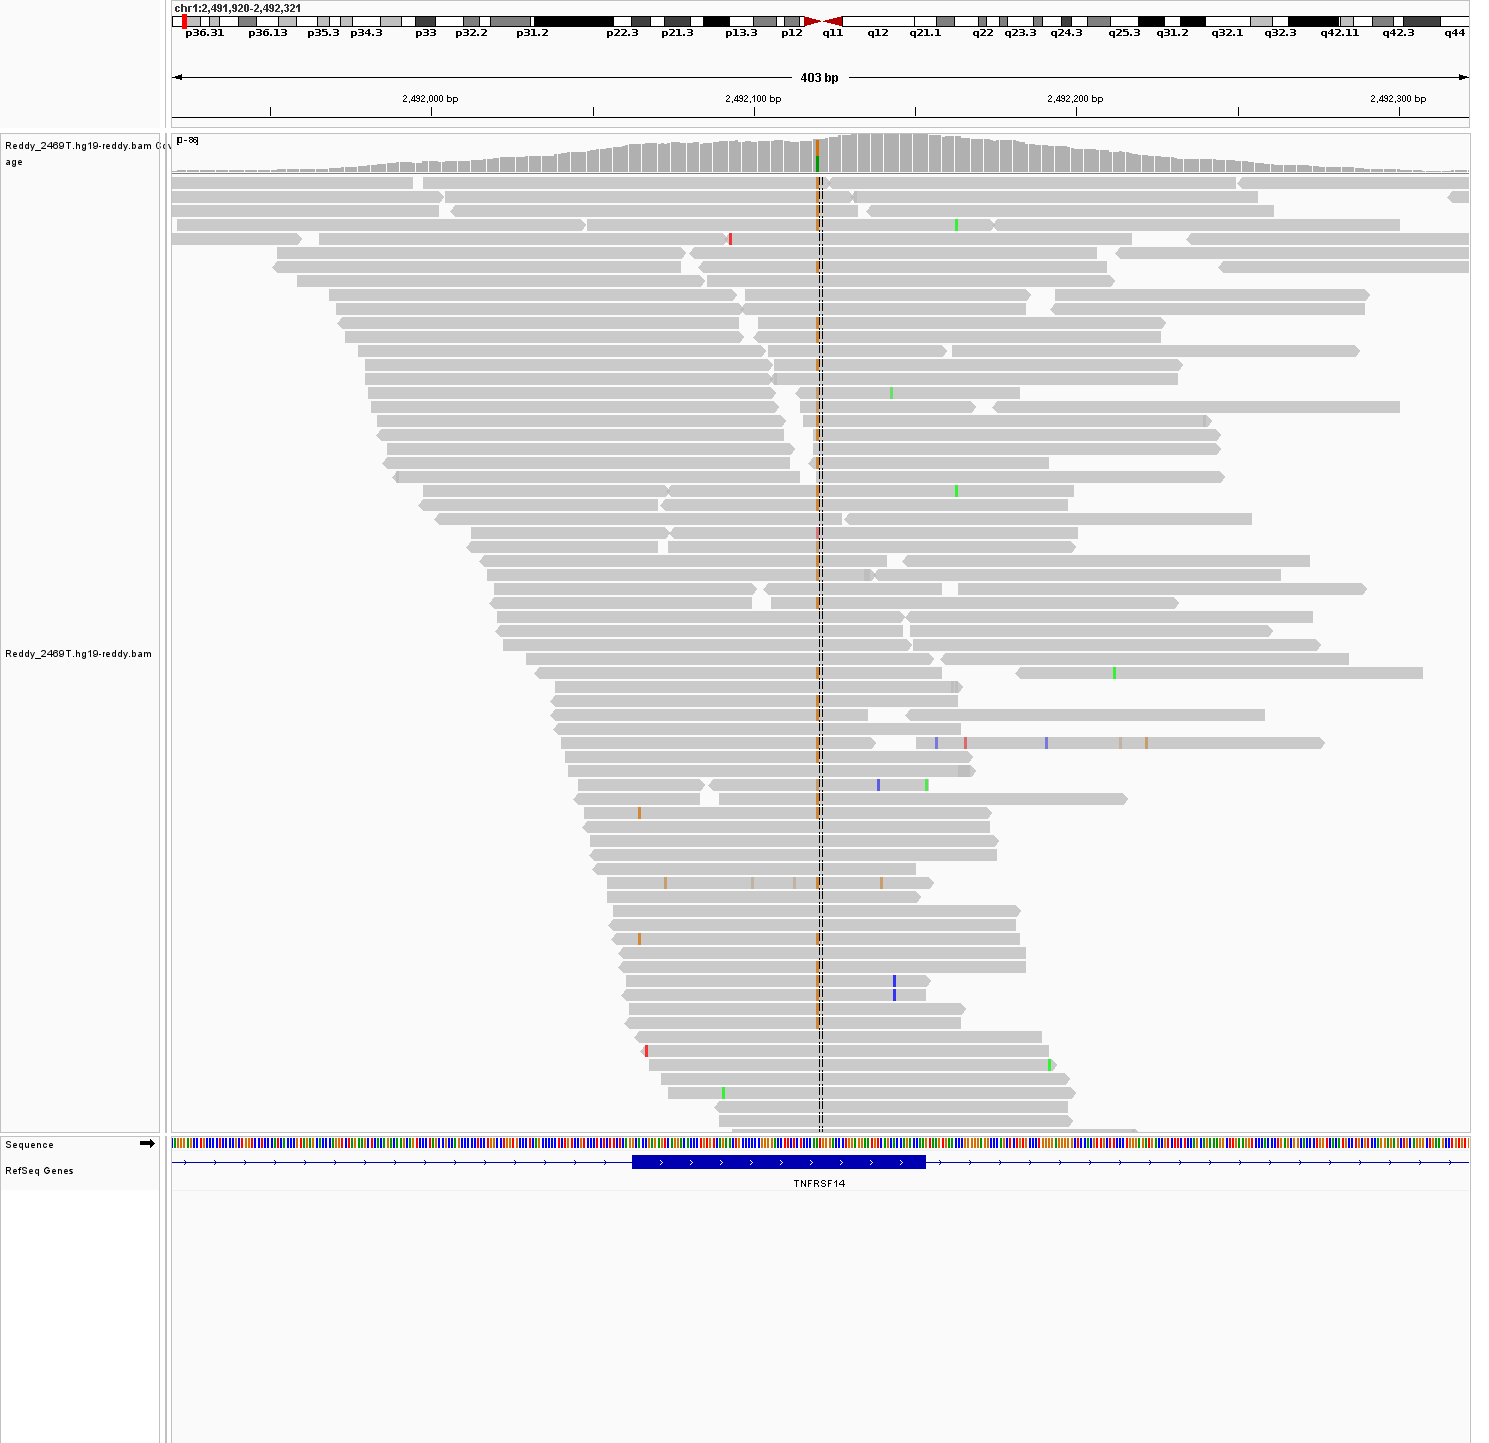 chr1:2,491,920-2,492,321
p36.31 p36.13 p35.3 p34.3 p33 p32.2 p31.2 p22.3 p21.3 p13.3 p12 q11 q12 q21.1 q22 q23.3 q24.3 q25.3 q31.2 q32.1 q32.3 q42.11 q42.3 q44
403 bp
2,492,000 bp 2,492,100 bp 2,492,200 bp 2,492,300 bp
Reddy_2469T.hg19-reddy.bam Cov
age
[0-86]
Reddy_2469T.hg19-reddy.bam
Sequence
RefSeq Genes
TNFRSF14